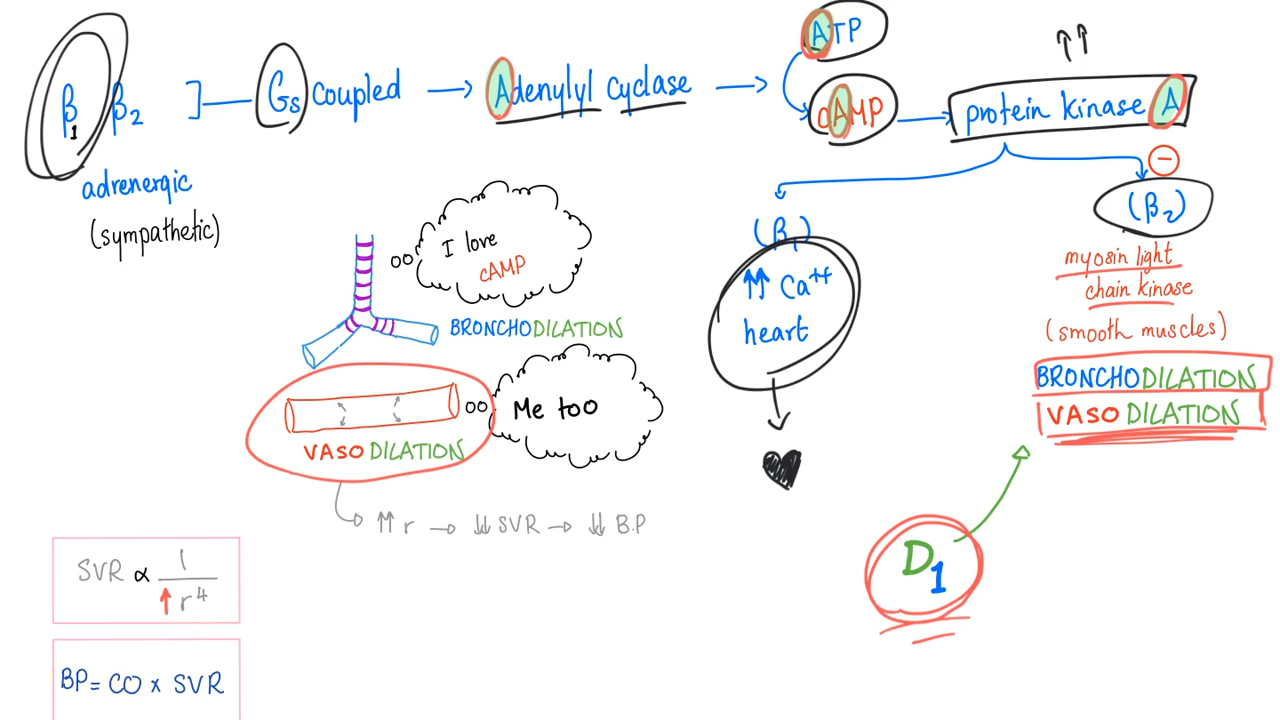 β1 β2 ] Gs coupled → Adenylyl cyclase → ATP
cAMP → protein kinase A
↑↑
adrenergic
(sympathetic)
I love
cAMP
BRONCHODILATION
Me too
VASODILATION
↑↑ r → ↓↓ SVR → ↓↓ B.P
SVR ∝ 1
↑ r⁴
BP = CO × SVR
(β1)
↑↑ Ca⁺⁺
heart
(β2)
myosin light
chain kinase
(smooth muscles)
BRONCHODILATION
VASODILATION
D1